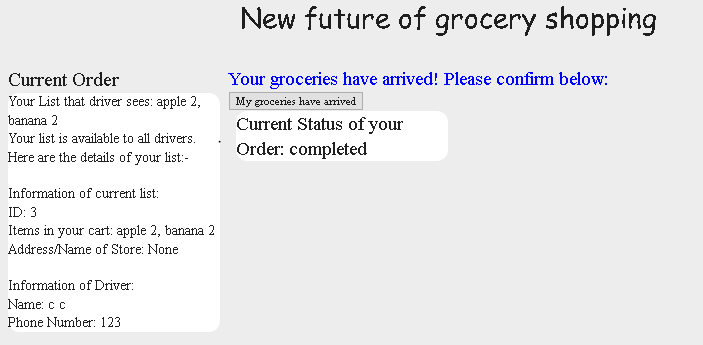 New future of grocery shopping
Current Order
Your List that driver sees: apple 2,
banana 2
Your list is available to all drivers.
Here are the details of your list:-
Information of current list:
ID: 3
Items in your cart: apple 2, banana 2
Address/Name of Store: None
Information of Driver:
Name: c c
Phone Number: 123
Your groceries have arrived! Please confirm below:
My groceries have arrived
Current Status of your
Order: completed